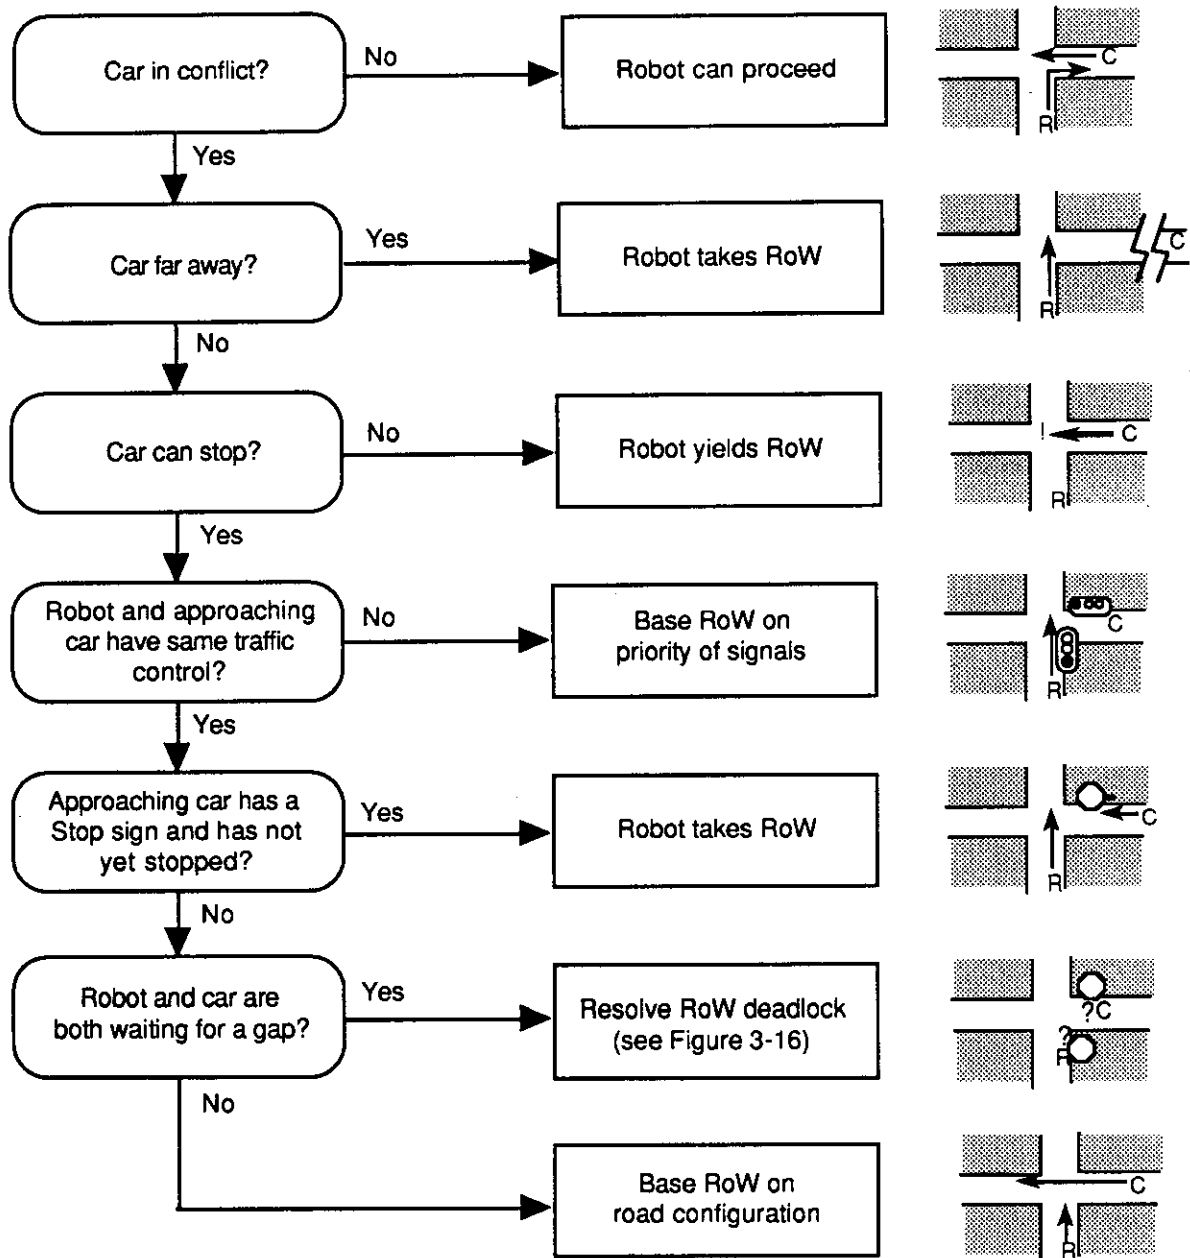 Car in conflict?
No
Robot can proceed
C
R
Yes
Car far away?
Yes
Robot takes RoW
C
R
No
Car can stop?
No
Robot yields RoW
! C
R
Yes
Robot and approaching
car have same traffic
control?
No
Base RoW on
priority of signals
C
R
Yes
Approaching car has a
Stop sign and has not
yet stopped?
Yes
Robot takes RoW
C
R
No
Robot and car are
both waiting for a gap?
Yes
Resolve RoW deadlock
(see Figure 3-16)
?C
?
R
No
Base RoW on
road configuration
C
R